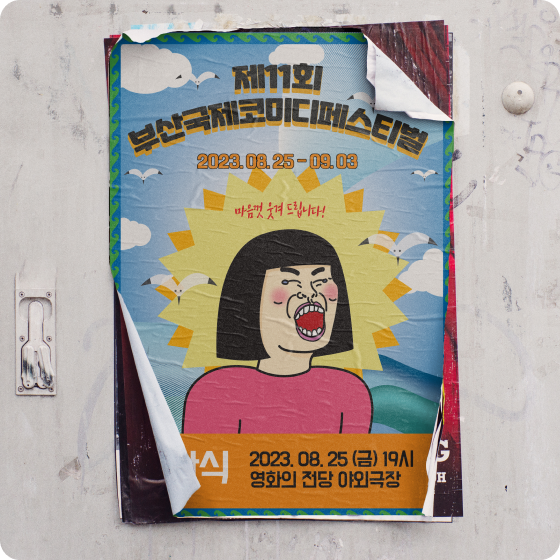 제11회
부산국제코미디페스티벌
2023. 08. 25 – 09. 03
마음껏 웃겨 드립니다!
식
2023. 08. 25 (금) 19시
영화의 전당 야외극장
G
H